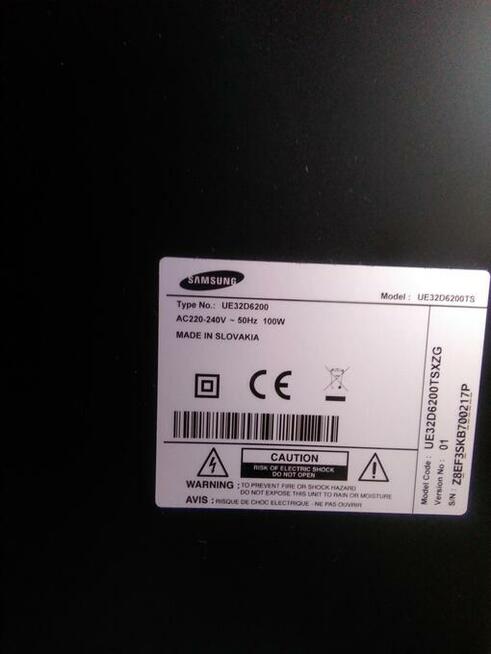 SAMSUNG
Model : UE32D6200TS
Type No.: UE32D6200
AC220-240V ~ 50Hz 100W
MADE IN SLOVAKIA
CE
CAUTION
RISK OF ELECTRIC SHOCK
DO NOT OPEN
WARNING : TO PREVENT FIRE OR SHOCK HAZARD
DO NOT EXPOSE THIS UNIT TO RAIN OR MOISTURE
AVIS : RISQUE DE CHOC ELECTRIQUE - NE PAS OUVRIR
Model Code : UE32D6200TSXZG
Version No : 01
S/N : Z8EF3SKB700217P